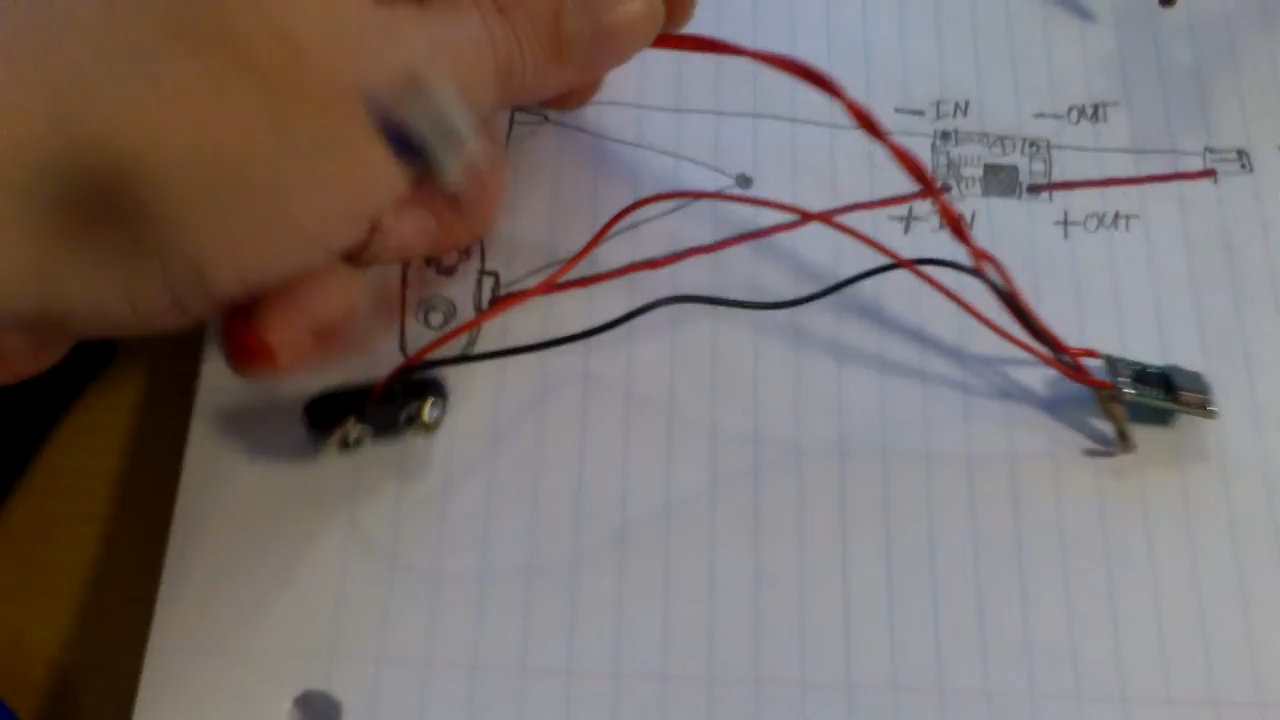 - IN - OUT
+ IN + OUT